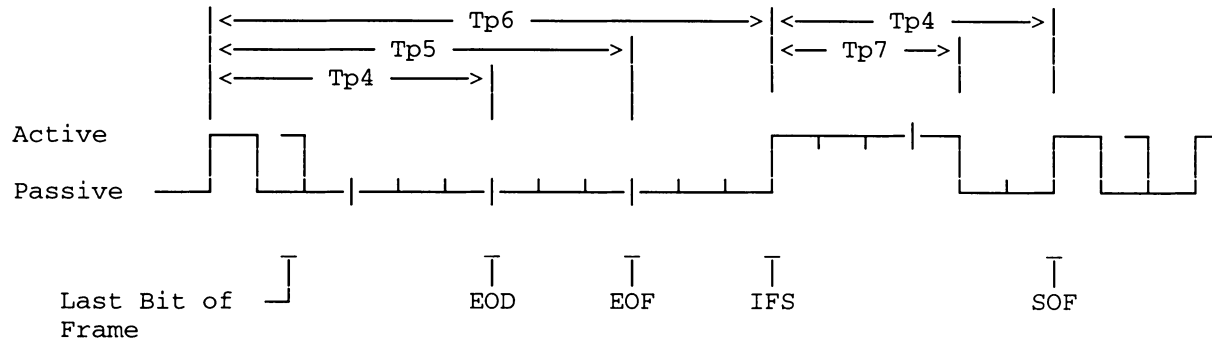 Tp6 Tp4
Tp5 Tp7
Tp4
Active
Passive
Last Bit of Frame
EOD EOF IFS SOF